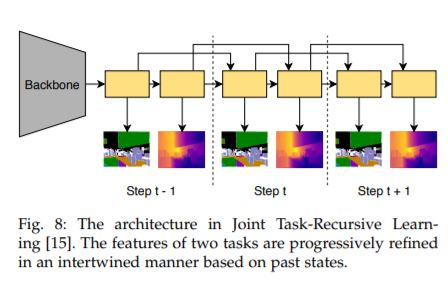 Backbone
Step t - 1
Step t
Step t + 1
Fig. 8: The architecture in Joint Task-Recursive Learn-
ing [15]. The features of two tasks are progressively refined
in an intertwined manner based on past states.